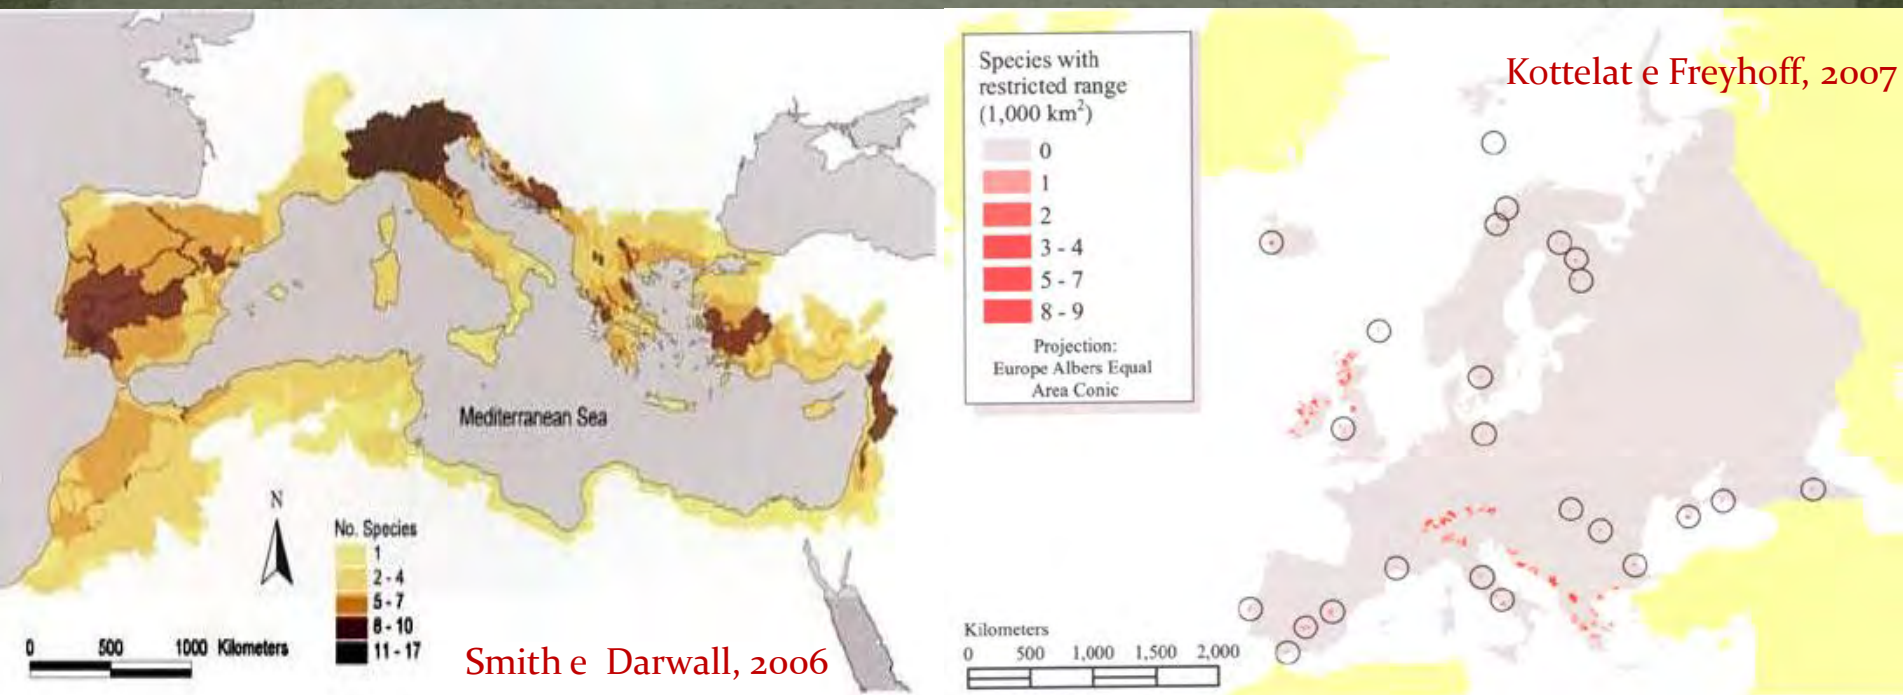 Mediterranean Sea
N
No. Species
1
2 - 4
5 - 7
8 - 10
11 - 17
0 500 1000 Kilometers
Smith e Darwall, 2006
Species with
restricted range
(1,000 km²)
0
1
2
3 - 4
5 - 7
8 - 9
Projection:
Europe Albers Equal
Area Conic
Kottelat e Freyhoff, 2007
Kilometers
0 500 1,000 1,500 2,000